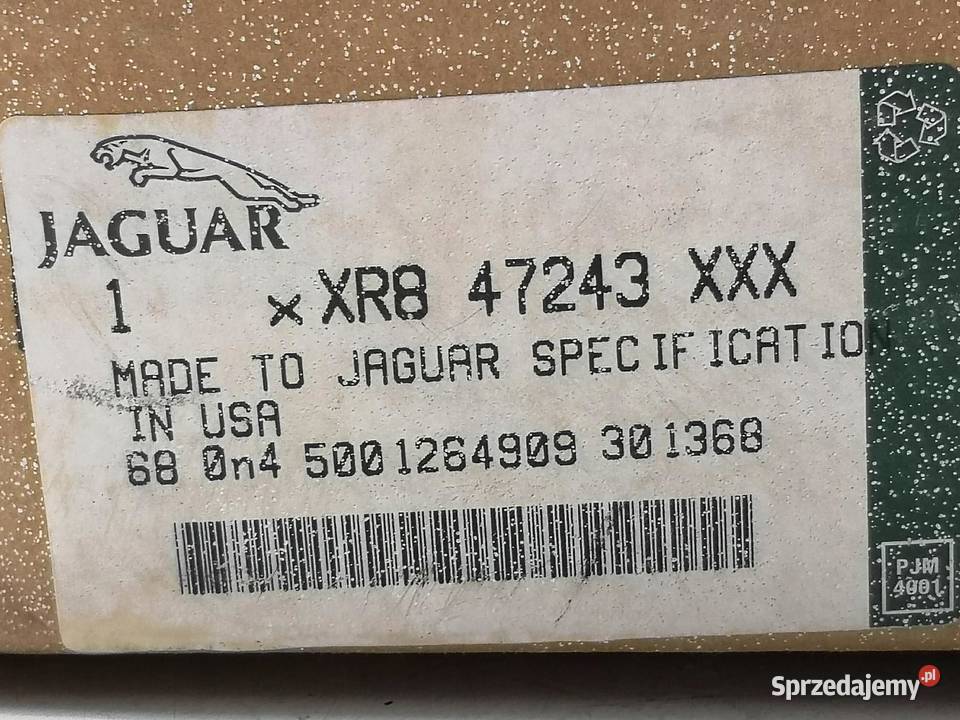 JAGUAR
1 x XR8 47243 XXX
MADE TO JAGUAR SPECIFICATION
IN USA
68 0n4 5001264909 301368
PJM
4001
Sprzedajemy.pl